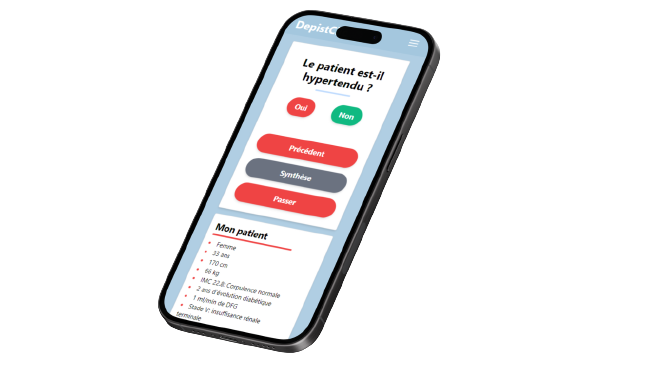 DepistC
Le patient est-il
hypertendu ?
Oui
Non
Précédent
Synthèse
Passer
Mon patient
Femme
33 ans
170 cm
66 kg
IMC 22.8: Corpulence normale
2 ans d'évolution diabétique
1 ml/min de DFG
Stade V: insuffisance rénale
terminale